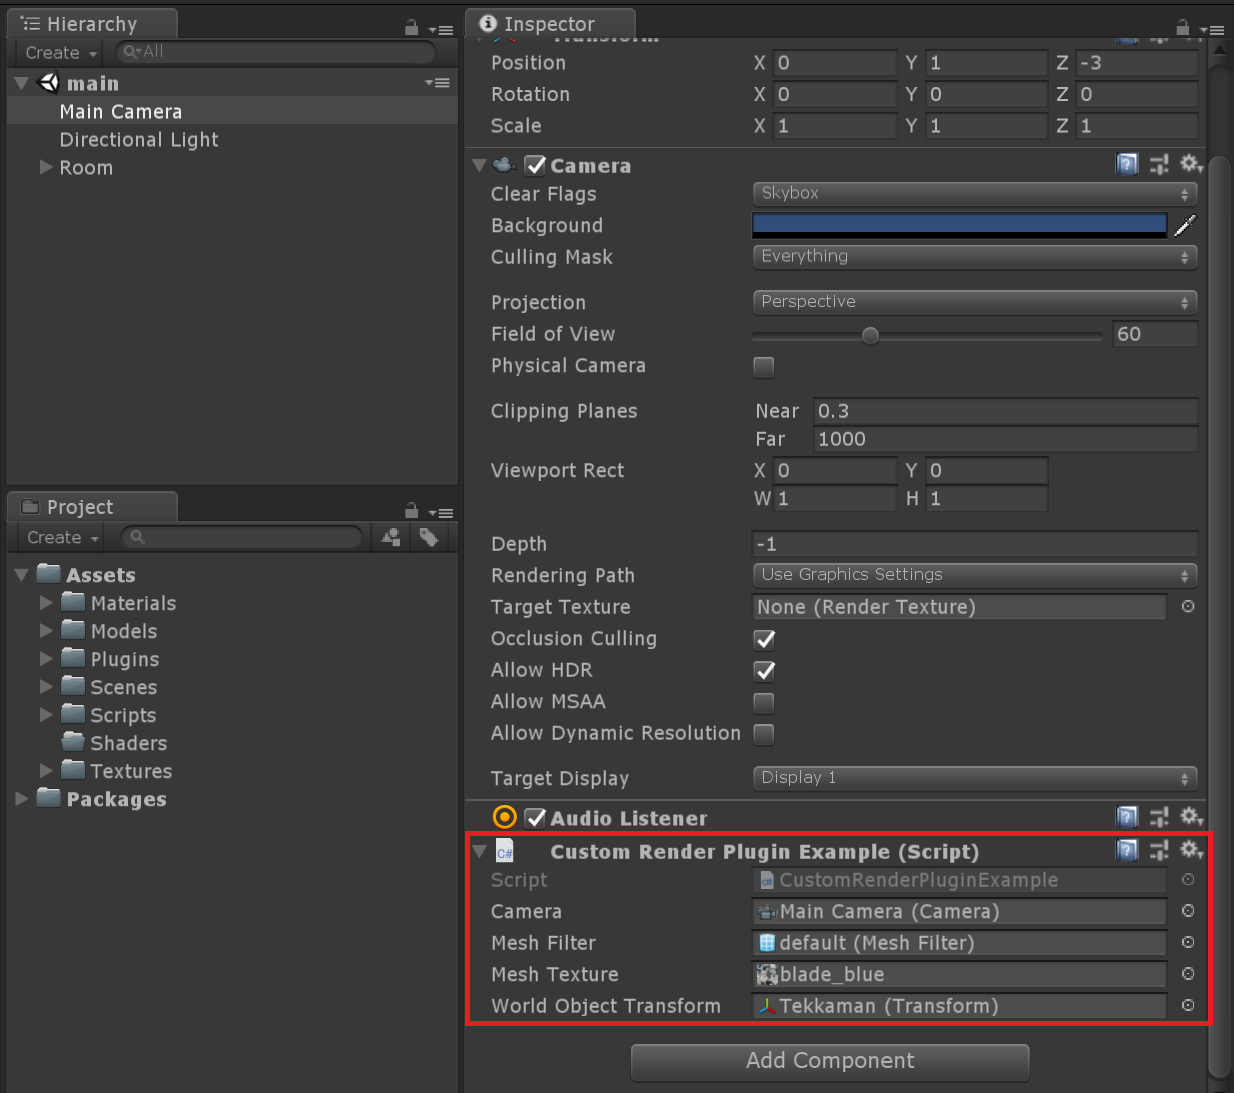 Hierarchy
Create
All
main
Main Camera
Directional Light
Room
Project
Create
Assets
Materials
Models
Plugins
Scenes
Scripts
Shaders
Textures
Packages
Inspector
Transform
Position X 0 Y 1 Z -3
Rotation X 0 Y 0 Z 0
Scale X 1 Y 1 Z 1
Camera
Clear Flags Skybox
Background
Culling Mask Everything
Projection Perspective
Field of View 60
Physical Camera
Clipping Planes Near 0.3
Far 1000
Viewport Rect X 0 Y 0
W 1 H 1
Depth -1
Rendering Path Use Graphics Settings
Target Texture None (Render Texture)
Occlusion Culling
Allow HDR
Allow MSAA
Allow Dynamic Resolution
Target Display Display 1
Audio Listener
C# Custom Render Plugin Example (Script)
Script CustomRenderPluginExample
Camera Main Camera (Camera)
Mesh Filter default (Mesh Filter)
Mesh Texture blade_blue
World Object Transform Tekkaman (Transform)
Add Component